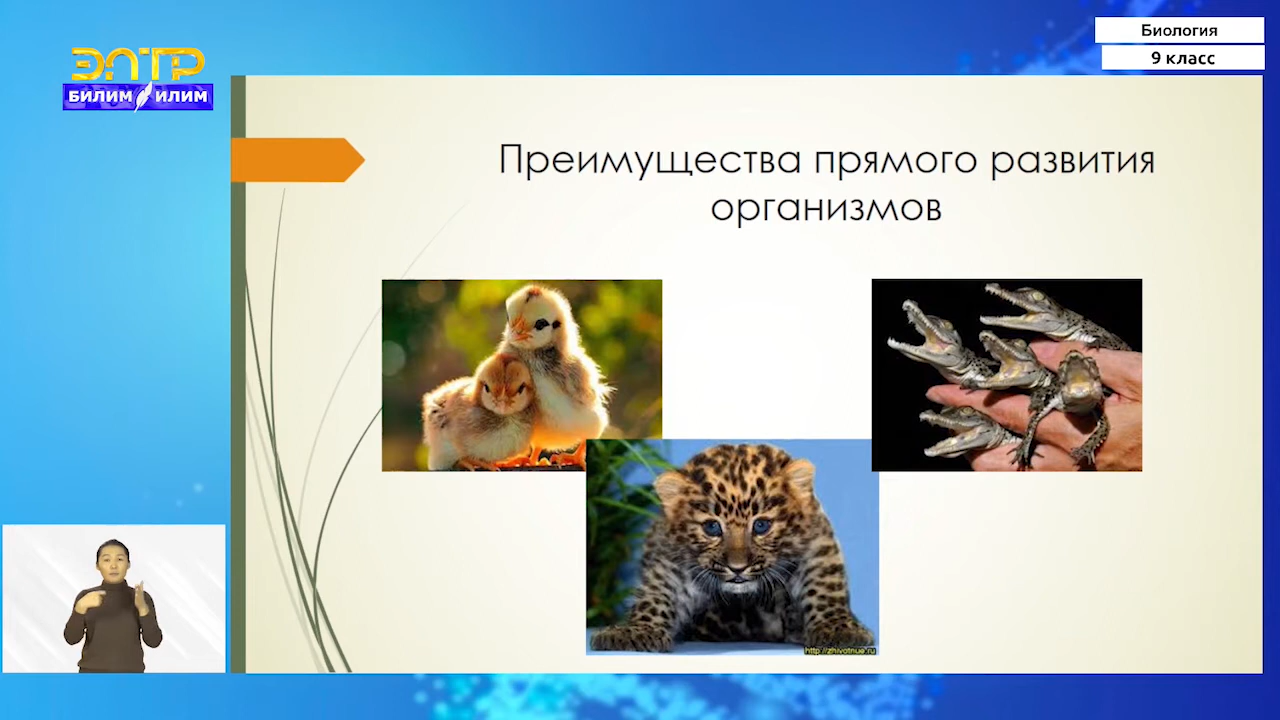 Биология
9 класс
ЭЛТР
БИЛИМ ИЛИМ
Преимущества прямого развития
организмов
http://zhivotnue.ru